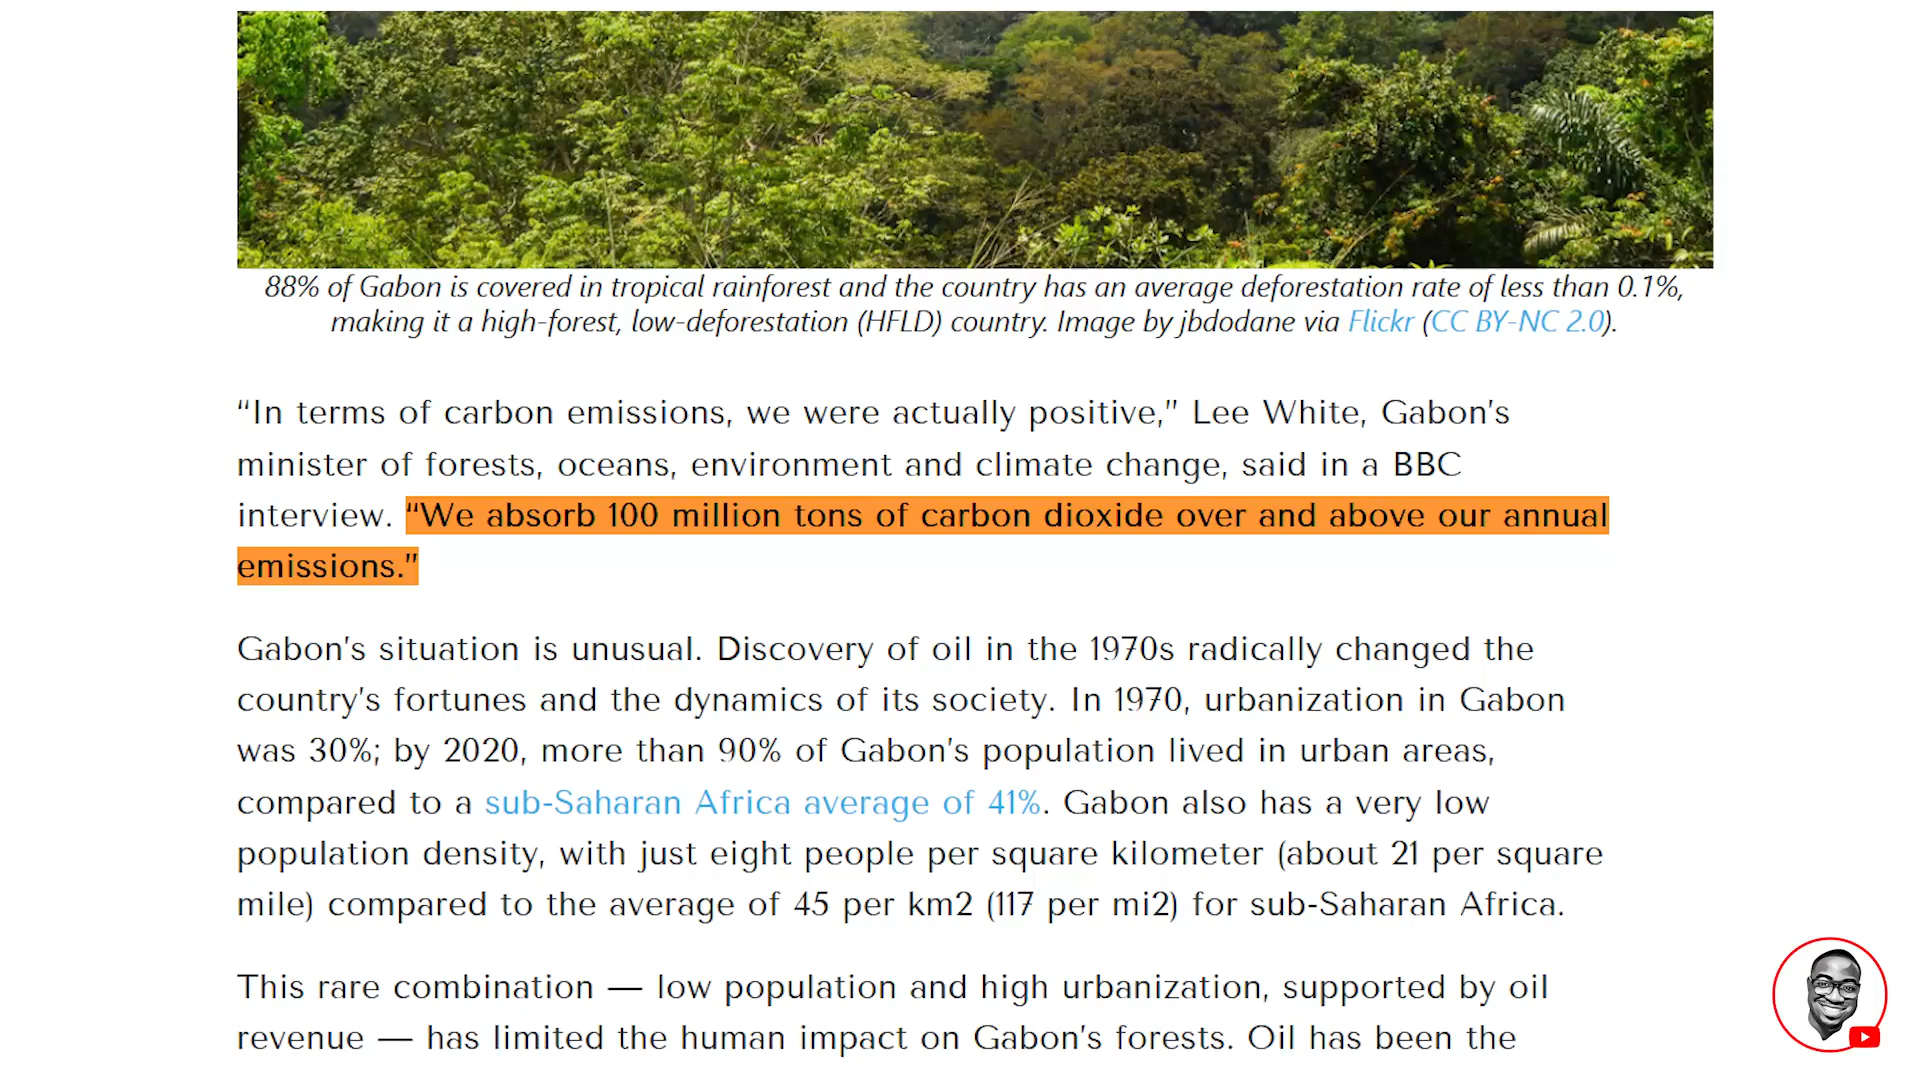 88% of Gabon is covered in tropical rainforest and the country has an average deforestation rate of less than 0.1%,
making it a high-forest, low-deforestation (HFLD) country. Image by jbdodane via Flickr (CC BY-NC 2.0).
“In terms of carbon emissions, we were actually positive,” Lee White, Gabon’s
minister of forests, oceans, environment and climate change, said in a BBC
interview. “We absorb 100 million tons of carbon dioxide over and above our annual
emissions.”
Gabon’s situation is unusual. Discovery of oil in the 1970s radically changed the
country’s fortunes and the dynamics of its society. In 1970, urbanization in Gabon
was 30%; by 2020, more than 90% of Gabon’s population lived in urban areas,
compared to a sub-Saharan Africa average of 41%. Gabon also has a very low
population density, with just eight people per square kilometer (about 21 per square
mile) compared to the average of 45 per km2 (117 per mi2) for sub-Saharan Africa.
This rare combination — low population and high urbanization, supported by oil
revenue — has limited the human impact on Gabon’s forests. Oil has been the